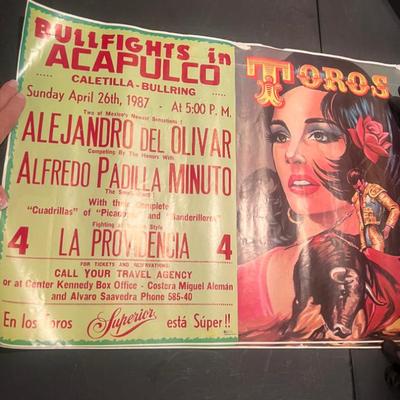 BULLFIGHTS in
ACAPULCO
..... CALETILLA-BULLRING .....
Sunday April 26th, 1987 - At 5:00 P. M.
Two of Mexico's Newest Sensations !
ALEJANDRO DEL OLIVAR
Competing By The Honors With
ALFREDO PADILLA MINUTO
With their Complete
"Cuadrillas" of "Picadores" and "Banderilleros"
Fighting Style
4 LA PROVIDENCIA 4
FOR TICKETS AND RESERVATIONS
CALL YOUR TRAVEL AGENCY
or at Center Kennedy Box Office - Costera Miguel Alemán
and Alvaro Saavedra Phone 585-40
En los Toros Superior está Súper !!
TOROS